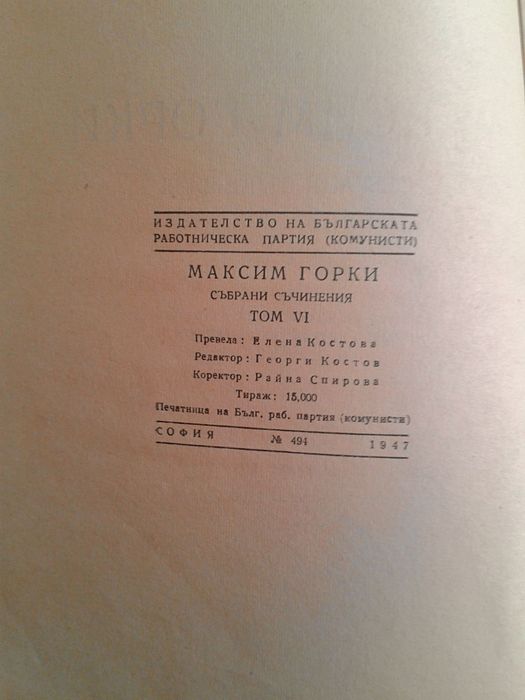 ИЗДАТЕЛСТВО НА БЪЛГАРСКАТА
РАБОТНИЧЕСКА ПАРТИЯ (КОМУНИСТИ)
МАКСИМ ГОРКИ
СЪБРАНИ СЪЧИНЕНИЯ
ТОМ VI
Превела: Елена Костова
Редактор: Георги Костов
Коректор: Райна Спирова
Тираж: 15,000
Печатница на Бълг. раб. партия (комунисти)
СОФИЯ № 494 1947